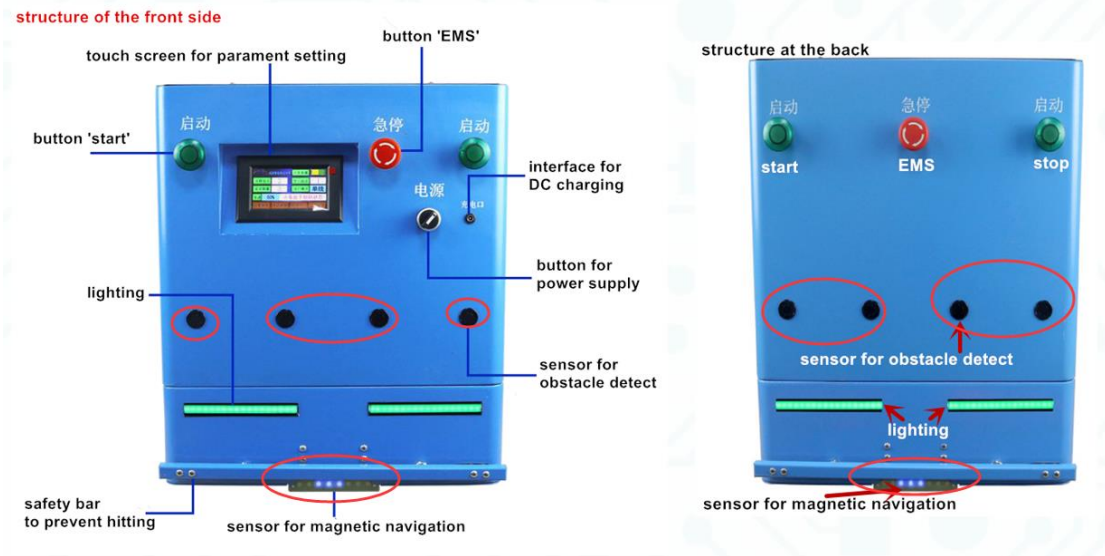 structure of the front side
button 'EMS'
touch screen for parament setting
启动
急停
启动
button 'start'
interface for
DC charging
电源
充电口
button for
power supply
lighting
sensor for
obstacle detect
safety bar
to prevent hitting
sensor for magnetic navigation
structure at the back
启动
急停
启动
start
EMS
stop
sensor for obstacle detect
lighting
sensor for magnetic navigation